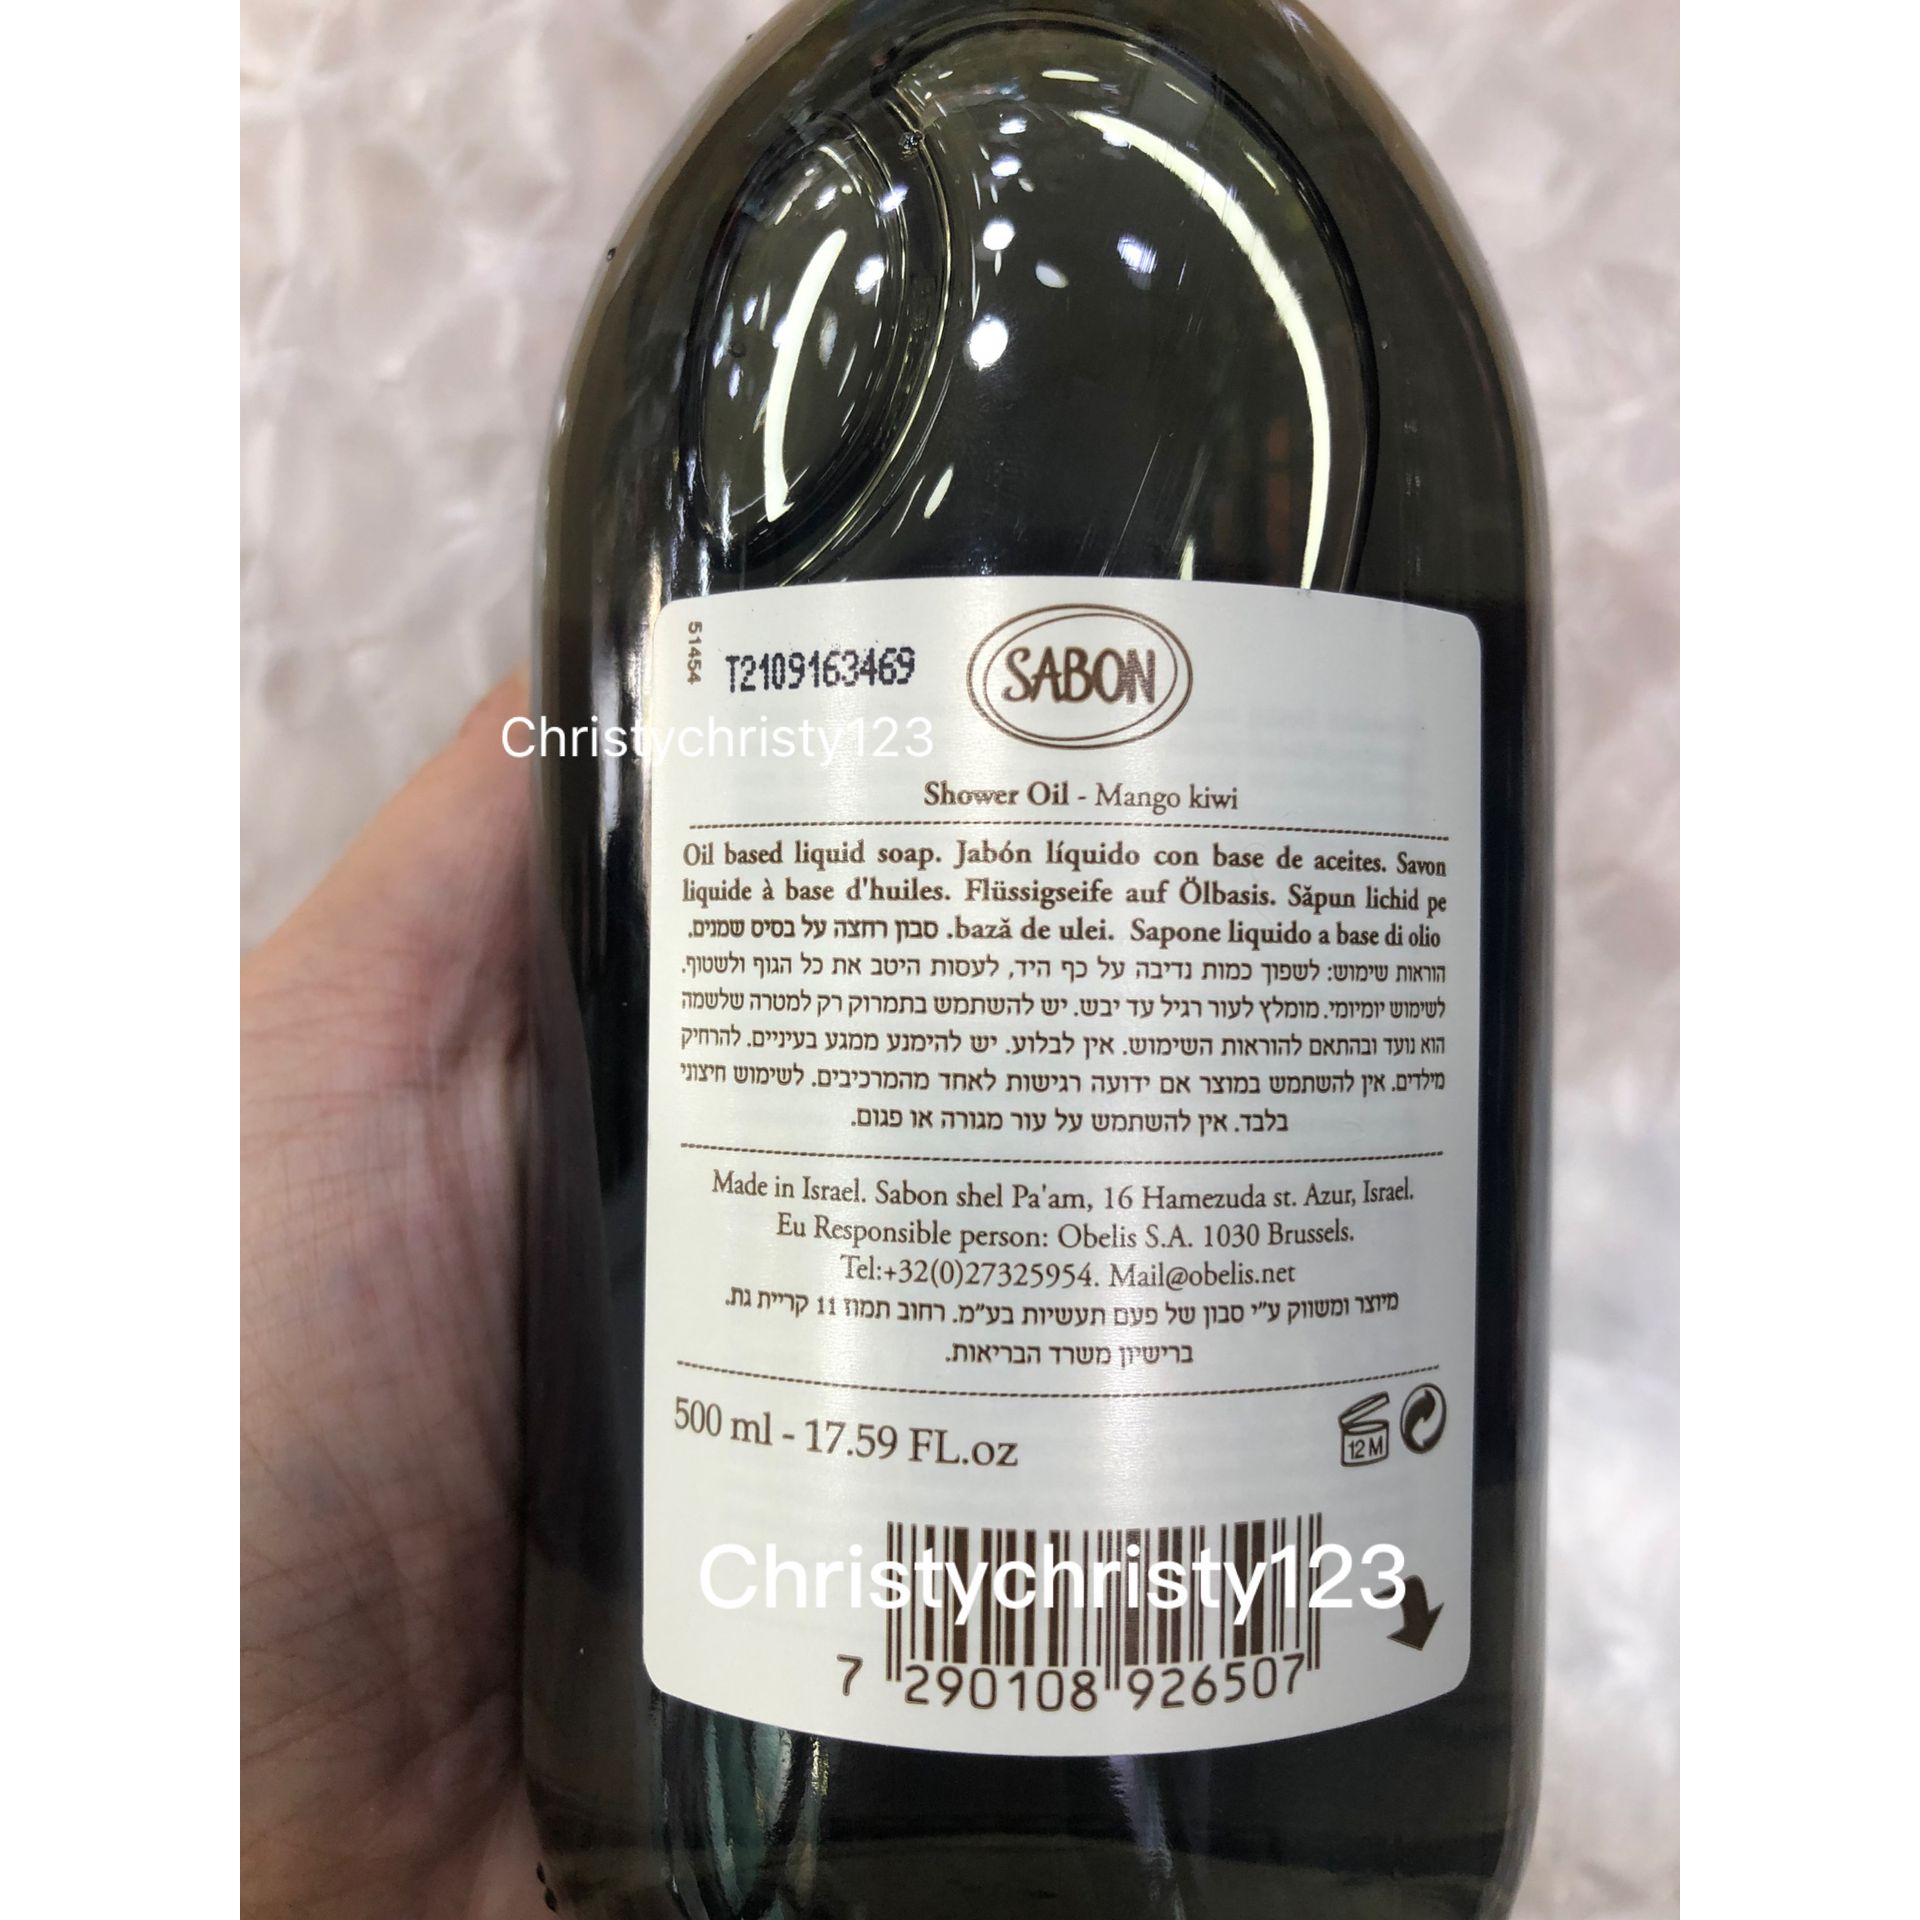 51454
T2109163469
SABON
Christychristy123
Shower Oil - Mango kiwi
Oil based liquid soap. Jabón líquido con base de aceites. Savon
liquide à base d'huiles. Flüssigseife auf Ölbasis. Săpun lichid pe
bază de ulei. Sapone liquido a base di olio. סבון רחצה על בסיס שמנים.
הוראות שימוש: לשפוך כמות נדיבה על כף היד, לעסות היטב את כל הגוף ולשטוף.
לשימוש יומיומי. מומלץ לעור רגיל עד יבש. יש להשתמש בתמרוק רק למטרה שלשמה
הוא נועד ובהתאם להוראות השימוש. אין לבלוע. יש להימנע ממגע בעיניים. להרחיק
מילדים. אין להשתמש במוצר אם ידועה רגישות לאחד מהמרכיבים. לשימוש חיצוני
בלבד. אין להשתמש על עור מגורה או פגום.
Made in Israel. Sabon shel Pa'am, 16 Hamezuda st. Azur, Israel.
Eu Responsible person: Obelis S.A. 1030 Brussels.
Tel:+32(0)27325954. Mail@obelis.net
מיוצר ומשווק ע״י סבון של פעם תעשיות בע״מ. רחוב תמוז 11 קריית גת.
ברישיון משרד הבריאות.
500 ml - 17.59 FL.oz
12 M
Christychristy123
7 290108 926507